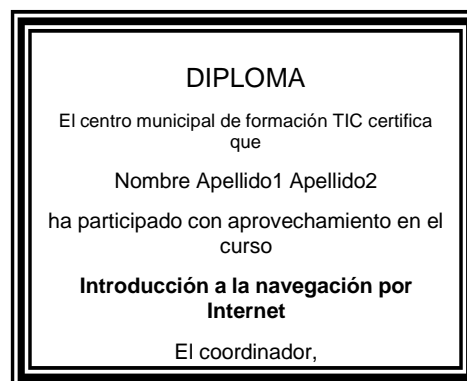 DIPLOMA
El centro municipal de formación TIC certifica
que
Nombre Apellido1 Apellido2
ha participado con aprovechamiento en el
curso
Introducción a la navegación por
Internet
El coordinador,